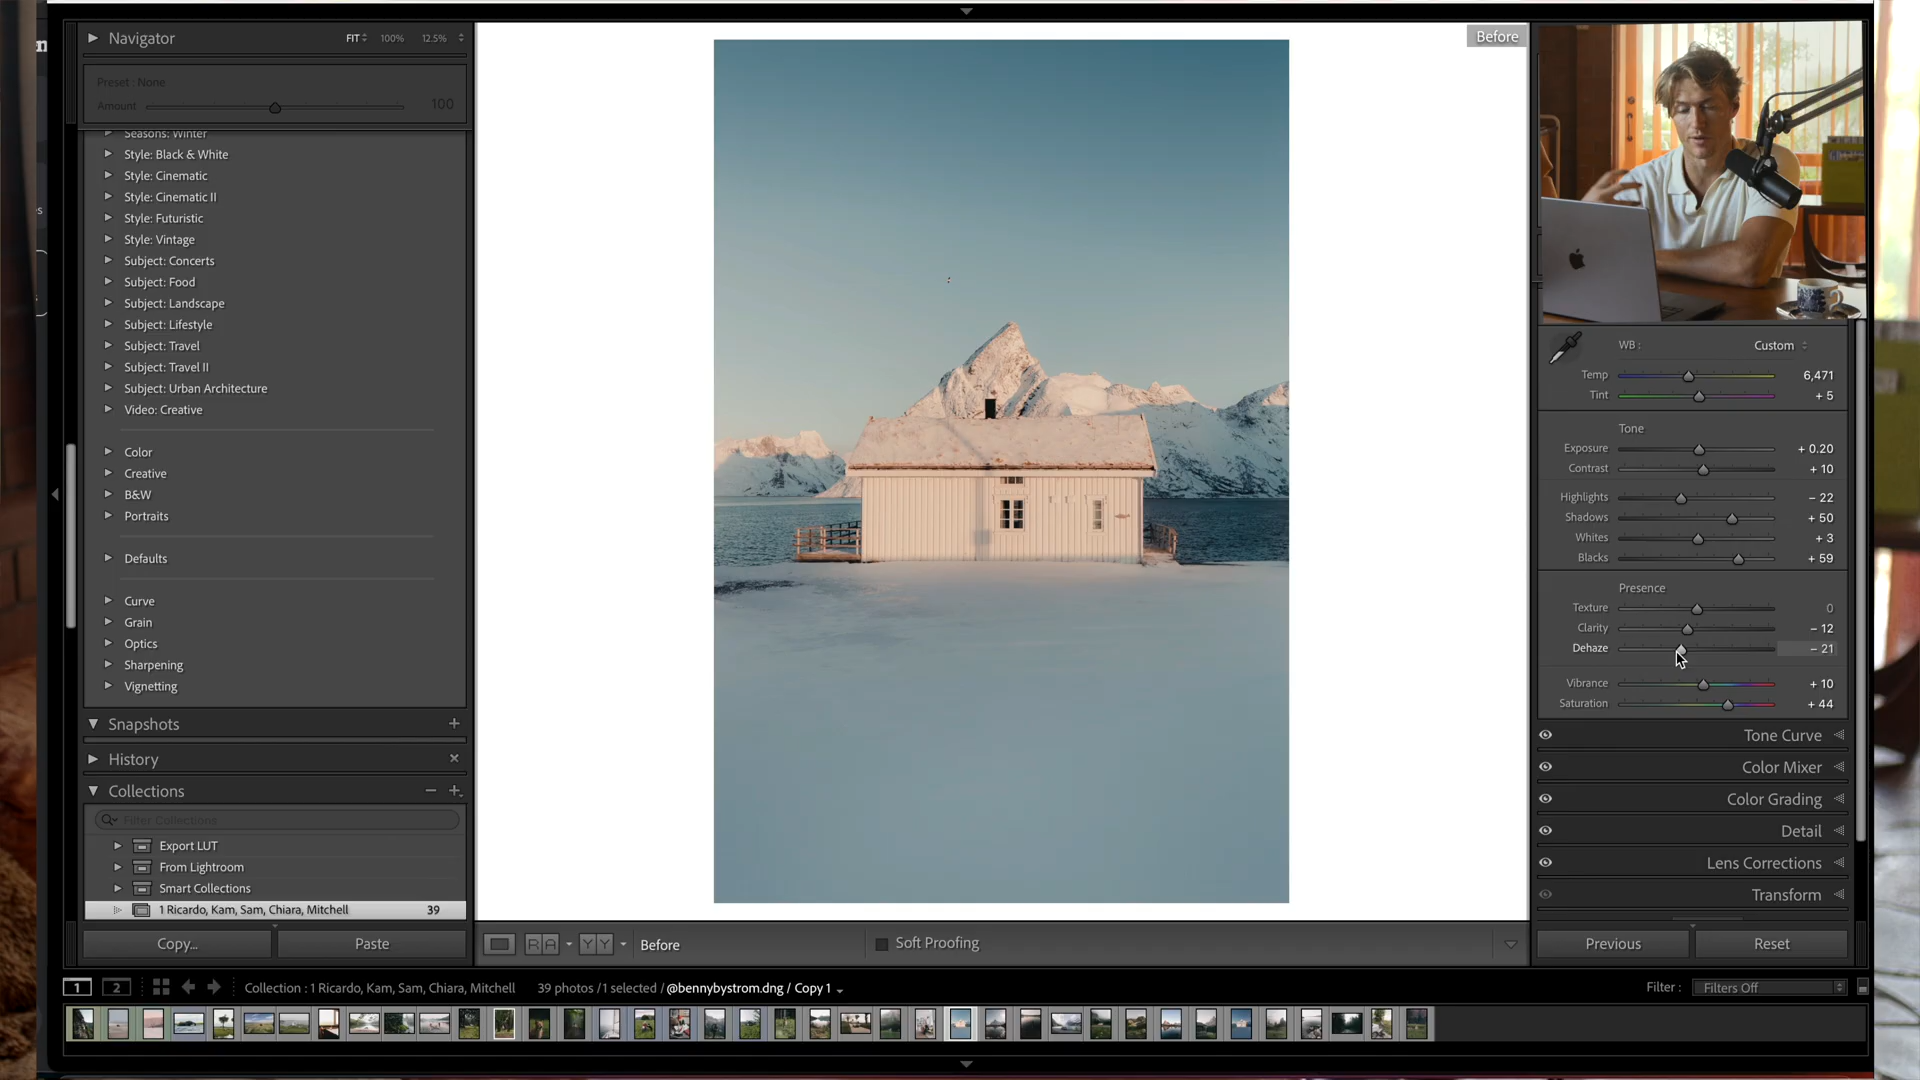 Navigator
FIT
100%
12.5%
Preset : None
Amount
100
Seasons: Winter
Style: Black & White
Style: Cinematic
Style: Cinematic II
Style: Futuristic
Style: Vintage
Subject: Concerts
Subject: Food
Subject: Landscape
Subject: Lifestyle
Subject: Travel
Subject: Travel II
Subject: Urban Architecture
Video: Creative
Color
Creative
B&W
Portraits
Defaults
Curve
Grain
Optics
Sharpening
Vignetting
Snapshots
History
Collections
Filter Collections
Export LUT
From Lightroom
Smart Collections
1 Ricardo, Kam, Sam, Chiara, Mitchell 39
Copy...
Paste
Before
Before
Soft Proofing
WB :
Custom
Temp 6,471
Tint + 5
Tone
Exposure + 0.20
Contrast + 10
Highlights − 22
Shadows + 50
Whites + 3
Blacks + 59
Presence
Texture 0
Clarity − 12
Dehaze − 21
Vibrance + 10
Saturation + 44
Tone Curve
Color Mixer
Color Grading
Detail
Lens Corrections
Transform
Previous
Reset
1
2
Collection : 1 Ricardo, Kam, Sam, Chiara, Mitchell
39 photos / 1 selected / @bennybystrom.dng / Copy 1
Filter :
Filters Off